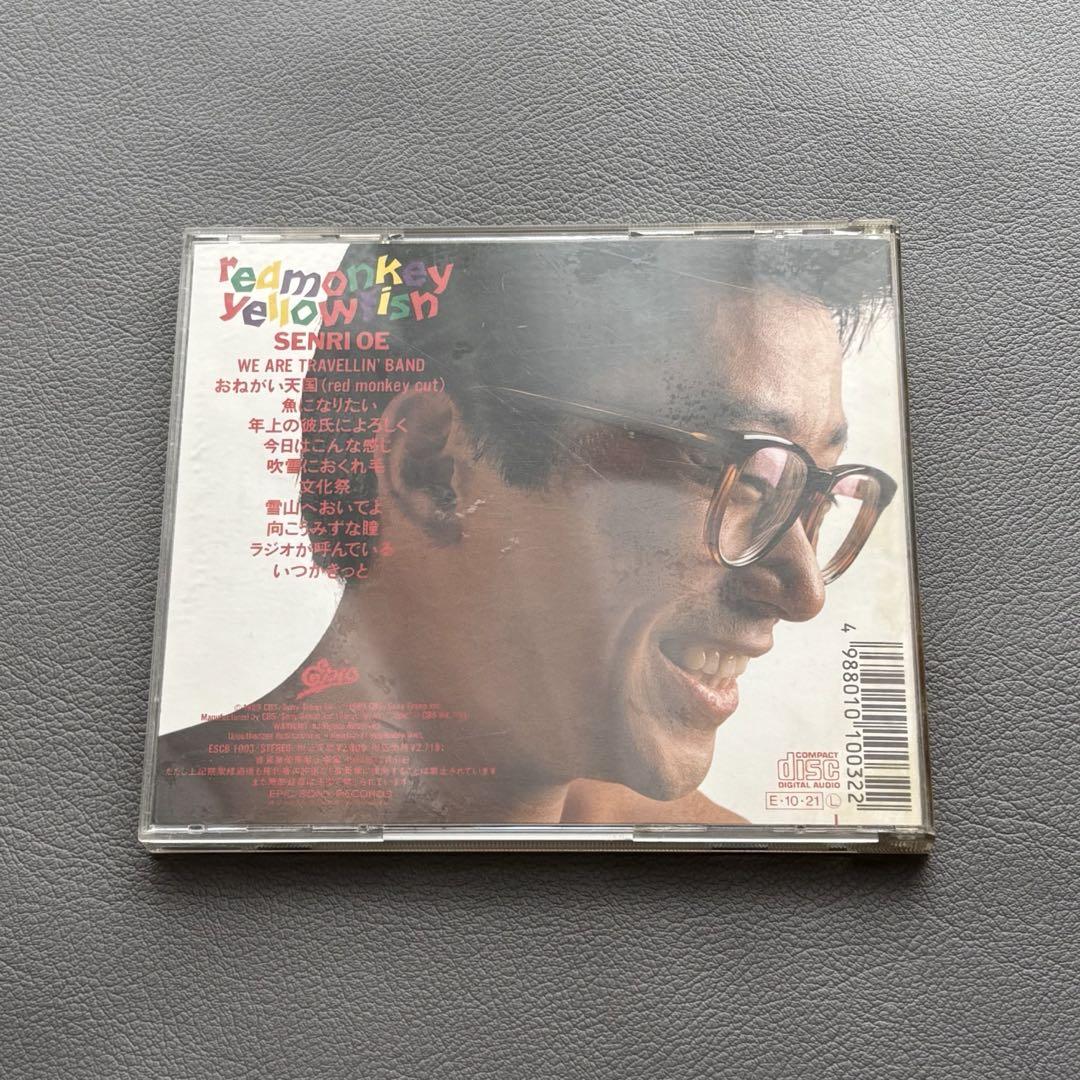 redmonkey
yellowfish
SENRI OE
WE ARE TRAVELLIN' BAND
おねがい天国(red monkey cut)
魚になりたい
年上の彼氏によろしく
今日はこんな感じ
吹雪におくれ毛
文化祭
雪山へおいでよ
向こうみずな瞳
ラジオが呼んでいる
いつかきっと
Epic
ESCB 1003/STEREO
EPIC/SONY RECORDS
COMPACT
disc
DIGITAL AUDIO
E·10·21 L
4 988010 100322